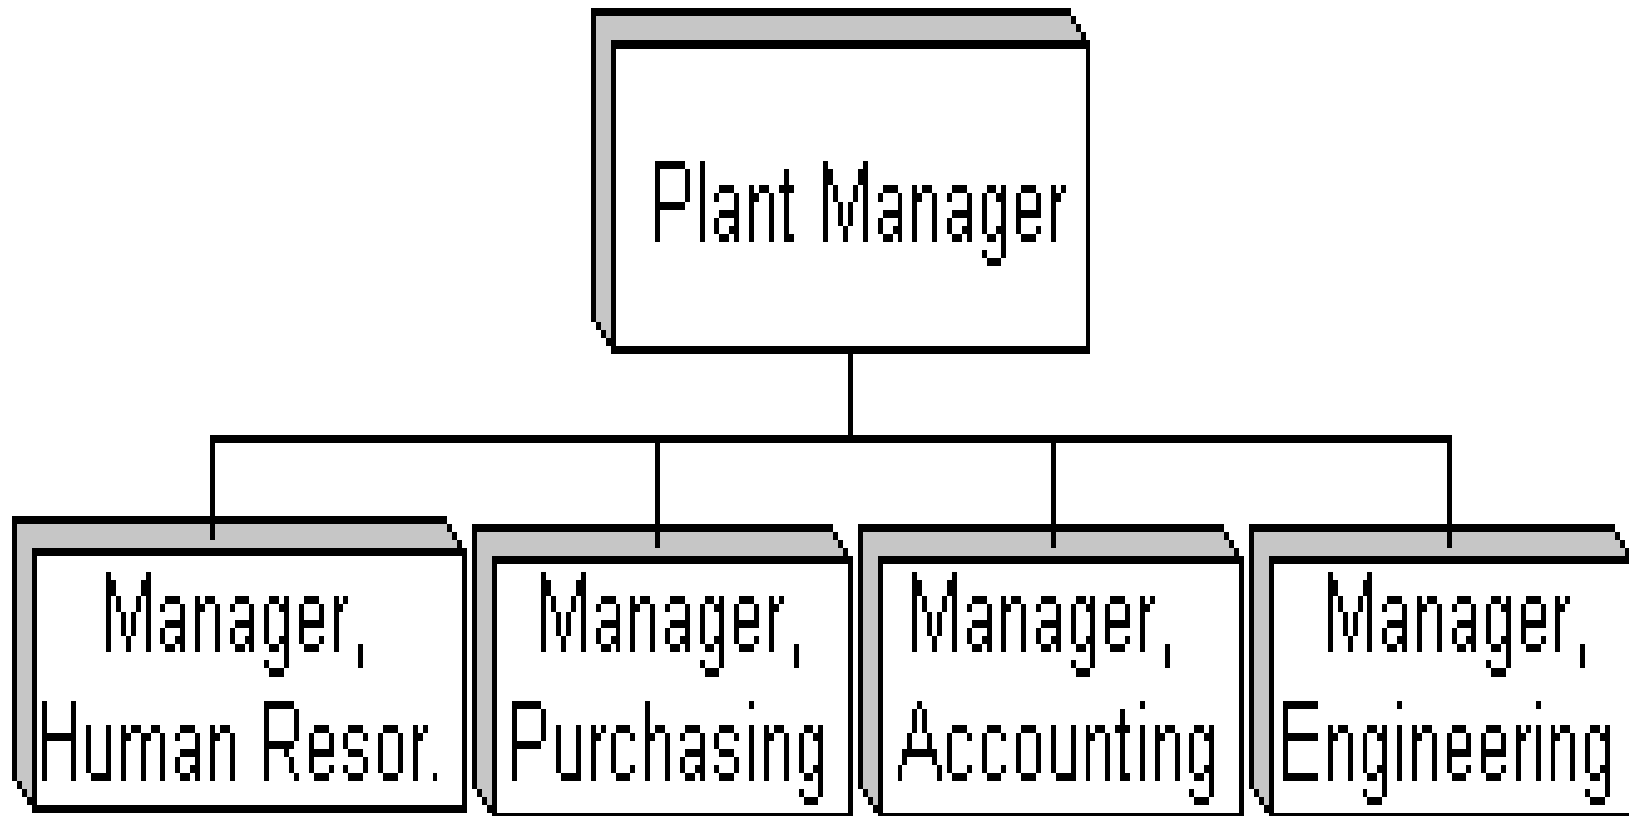 Plant Manager
Manager,
Human Resor.
Manager,
Purchasing
Manager,
Accounting
Manager,
Engineering